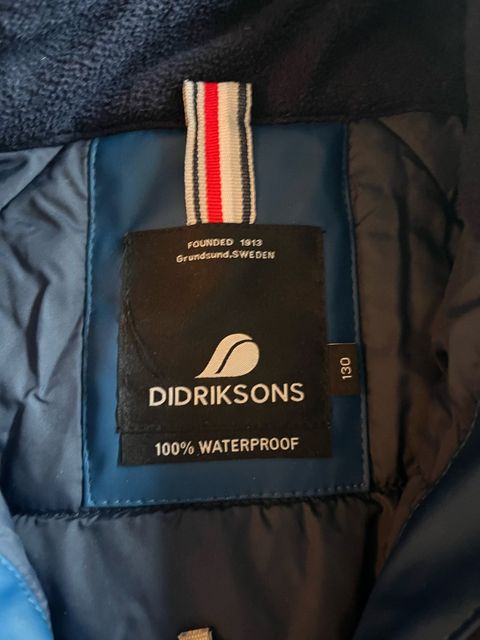 FOUNDED 1913
Grundsund.SWEDEN
DIDRIKSONS
130
100% WATERPROOF